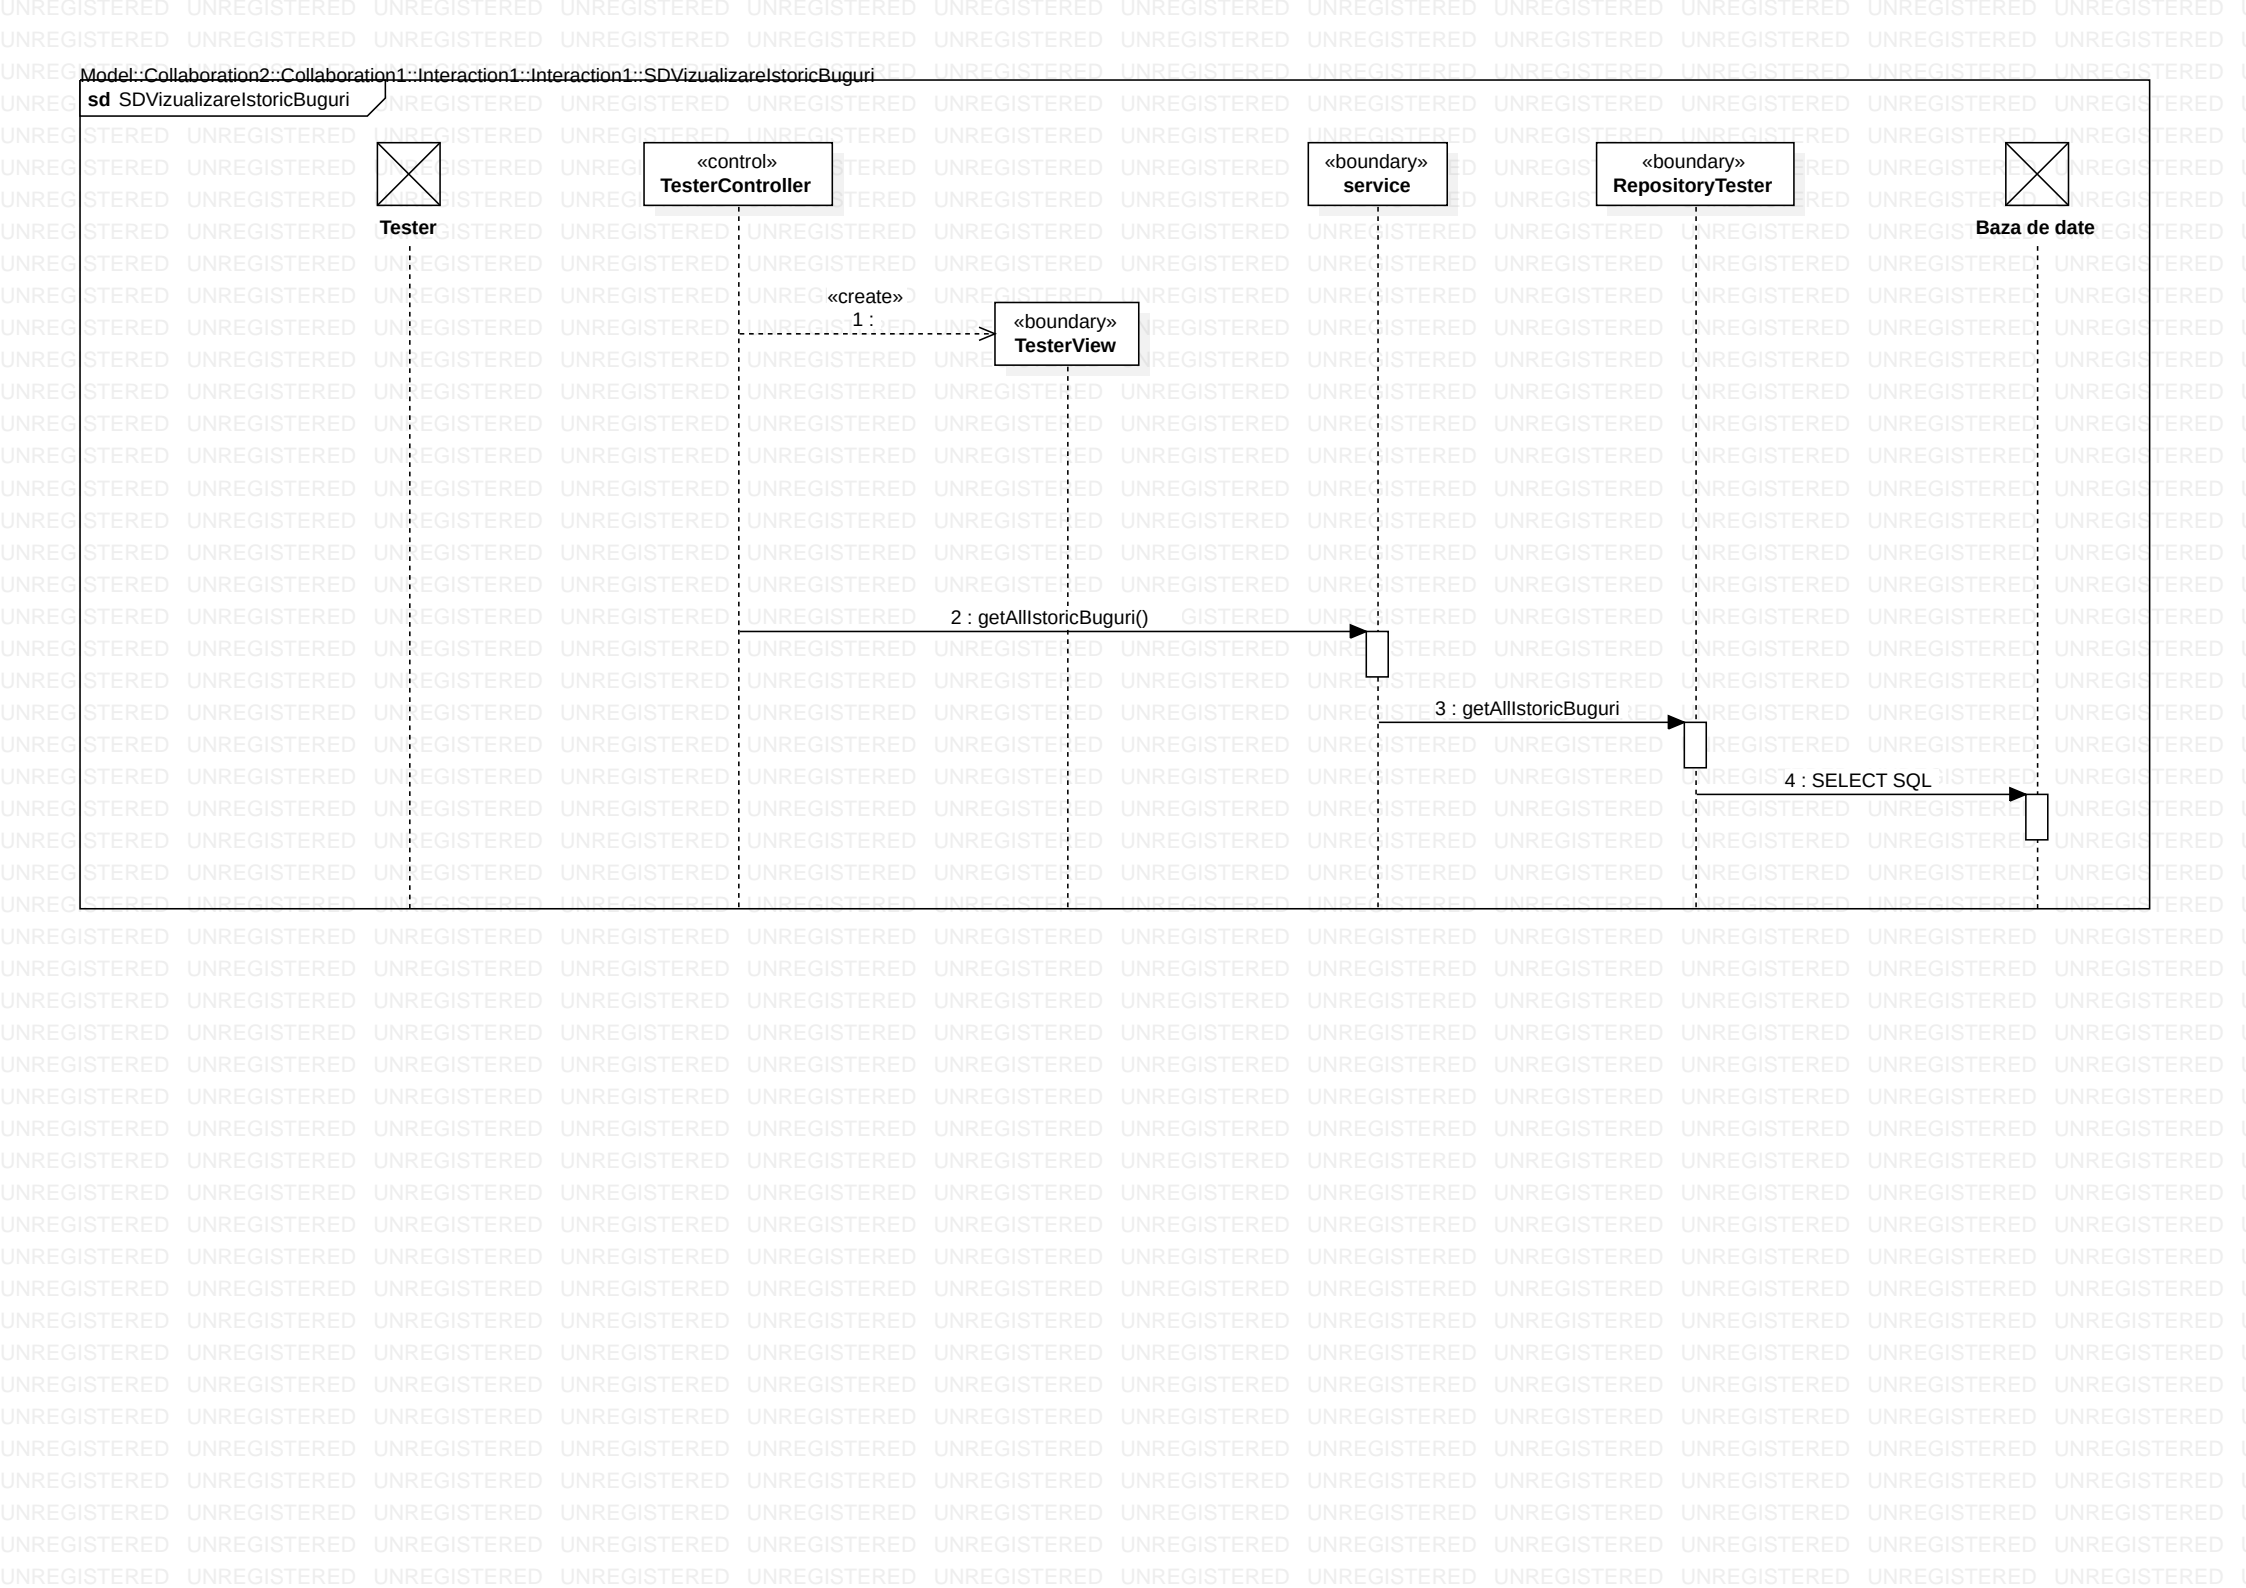 Model::Collaboration2::Collaboration1::Interaction1::Interaction1::SDVizualizareIstoricBuguri
sd SDVizualizareIstoricBuguri
Tester
«control»
TesterController
«boundary»
service
«boundary»
RepositoryTester
Baza de date
«create»
1 :
«boundary»
TesterView
2 : getAllIstoricBuguri()
3 : getAllIstoricBuguri
4 : SELECT SQL
UNREGISTERED